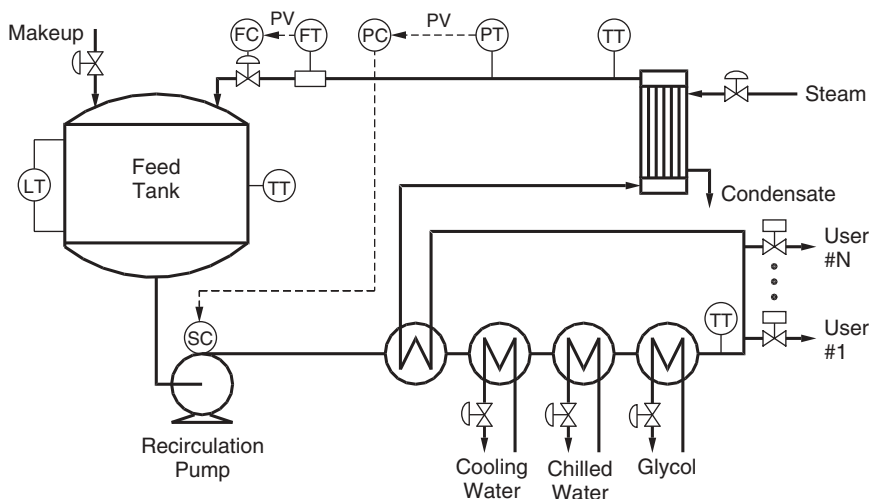 Makeup
FC
PV
FT
PC
PV
PT
TT
Steam
Condensate
LT
Feed
Tank
TT
User
#N
SC
TT
User
#1
Recirculation
Pump
Cooling
Water
Chilled
Water
Glycol